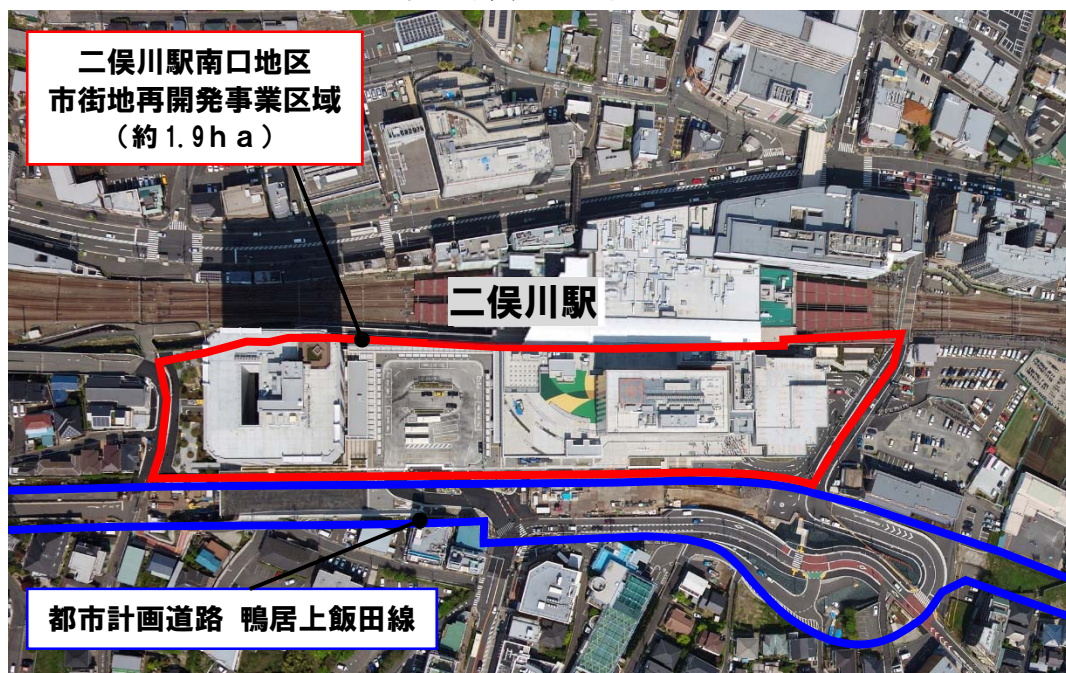 二俣川駅南口地区
市街地再開発事業区域
（約1.9ｈａ）
二俣川駅
都市計画道路 鴨居上飯田線